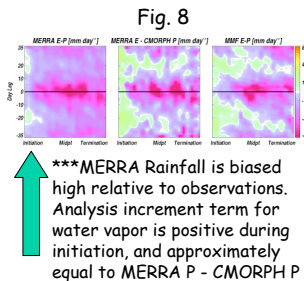 Fig. 8
MERRA E-P [mm day⁻¹] MERRA E - CMORPH P [mm day⁻¹] MMF E-P [mm day⁻¹]
Day Lag
Initiation Midpt Termination Initiation Midpt Termination Initiation Midpt Termination
***MERRA Rainfall is biased
high relative to observations.
Analysis increment term for
water vapor is positive during
initiation, and approximately
equal to MERRA P - CMORPH P